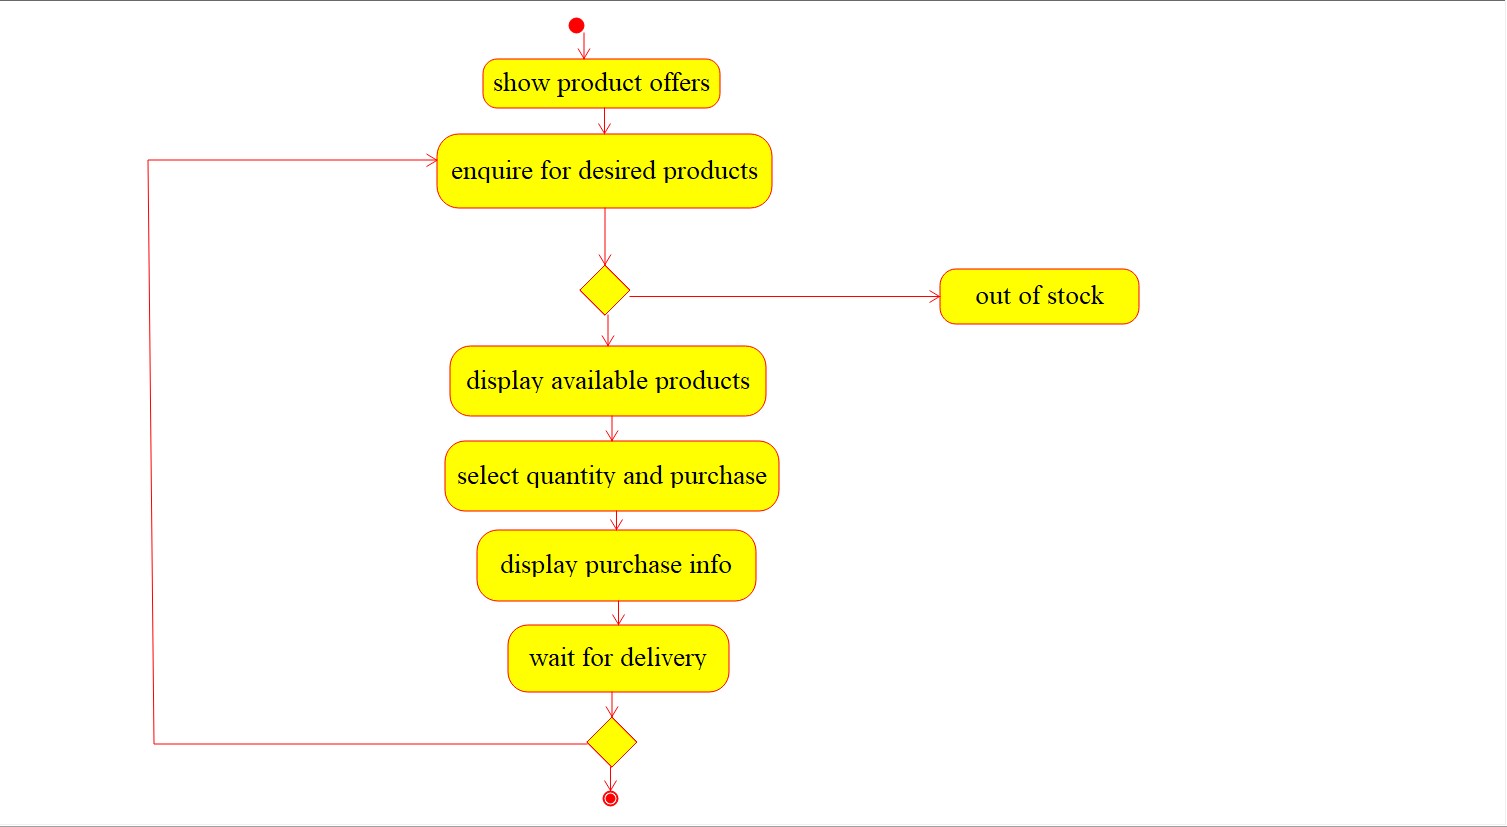 show product offers
enquire for desired products
out of stock
display available products
select quantity and purchase
display purchase info
wait for delivery